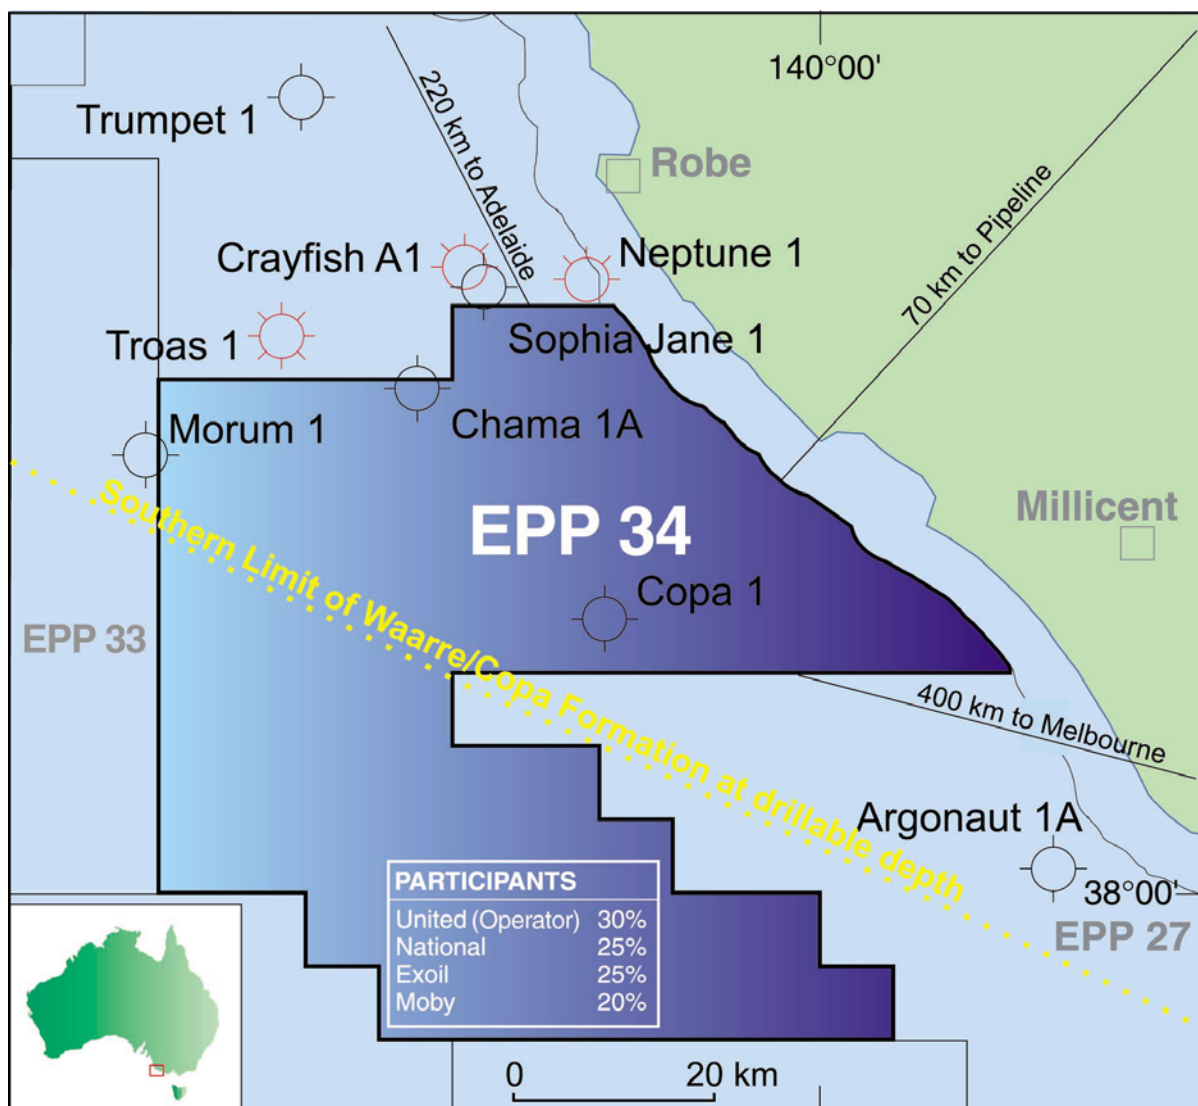 140°00'
Trumpet 1
220 km to Adelaide
Robe
70 km to Pipeline
Crayfish A1
Neptune 1
Troas 1
Sophia Jane 1
Morum 1
Chama 1A
Southern Limit of Waarre/Copa Formation at drillable depth
EPP 34
Millicent
Copa 1
EPP 33
400 km to Melbourne
Argonaut 1A
38°00'
EPP 27
PARTICIPANTS
United (Operator) 30%
National 25%
Exoil 25%
Moby 20%
0 20 km